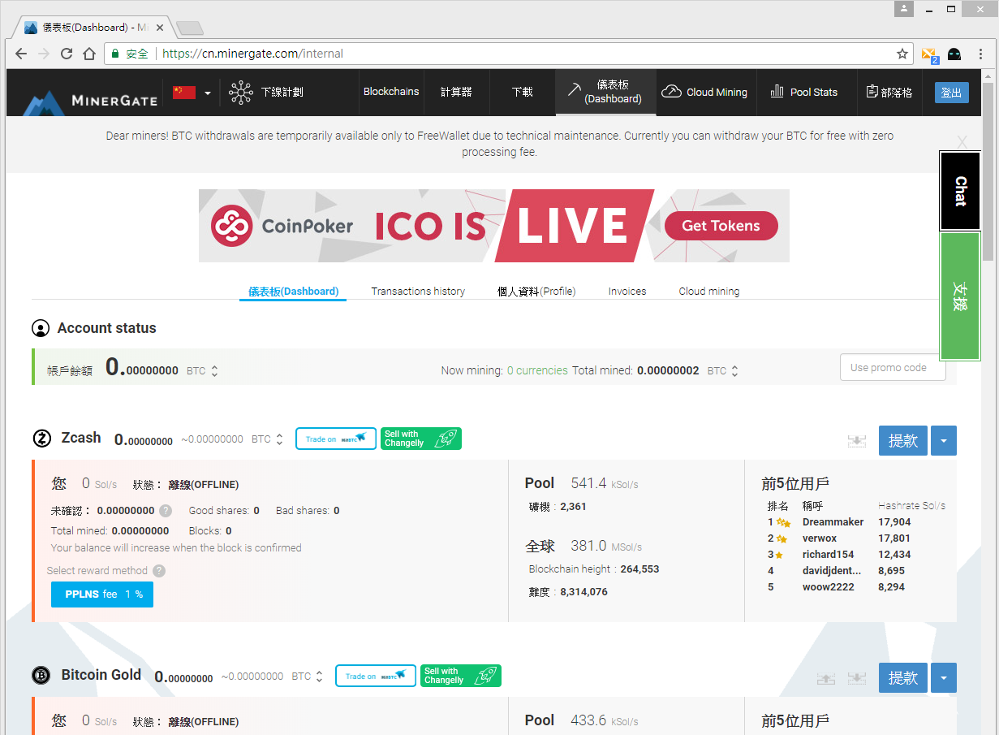 儀表板(Dashboard) - Mi
安全 https://cn.minergate.com/internal
2
MINERGATE
下線計劃
Blockchains
計算器
下載
儀表板
(Dashboard)
Cloud Mining
Pool Stats
部落格
登出
Dear miners! BTC withdrawals are temporarily available only to FreeWallet due to technical maintenance. Currently you can withdraw your BTC for free with zero
processing fee.
X
Chat
支援
CoinPoker ICO IS LIVE Get Tokens
儀表板(Dashboard) Transactions history 個人資料(Profile) Invoices Cloud mining
Account status
帳戶餘額 0.00000000 BTC Now mining: 0 currencies Total mined: 0.00000002 BTC Use promo code
Zcash 0.00000000 ~0.00000000 BTC
Trade on HitBTC
Sell with
Changelly
提款
您 0 Sol/s 狀態： 離線(OFFLINE)
未確認： 0.00000000 ? Good shares: 0 Bad shares: 0
Total mined: 0.00000000 Blocks: 0
Your balance will increase when the block is confirmed
Select reward method ?
PPLNS fee 1 %
Pool 541.4 kSol/s
礦機 : 2,361
全球 381.0 MSol/s
Blockchain height : 264,553
難度 : 8,314,076
前5位用戶
排名 稱呼 Hashrate Sol/s
1 Dreammaker 17,904
2 verwox 17,801
3 richard154 12,434
4 davidjdent... 8,695
5 woow2222 8,294
Bitcoin Gold 0.00000000 ~0.00000000 BTC
Trade on HitBTC
Sell with
Changelly
提款
您 0 Sol/s 狀態： 離線(OFFLINE)
Pool 433.6 kSol/s
前5位用戶